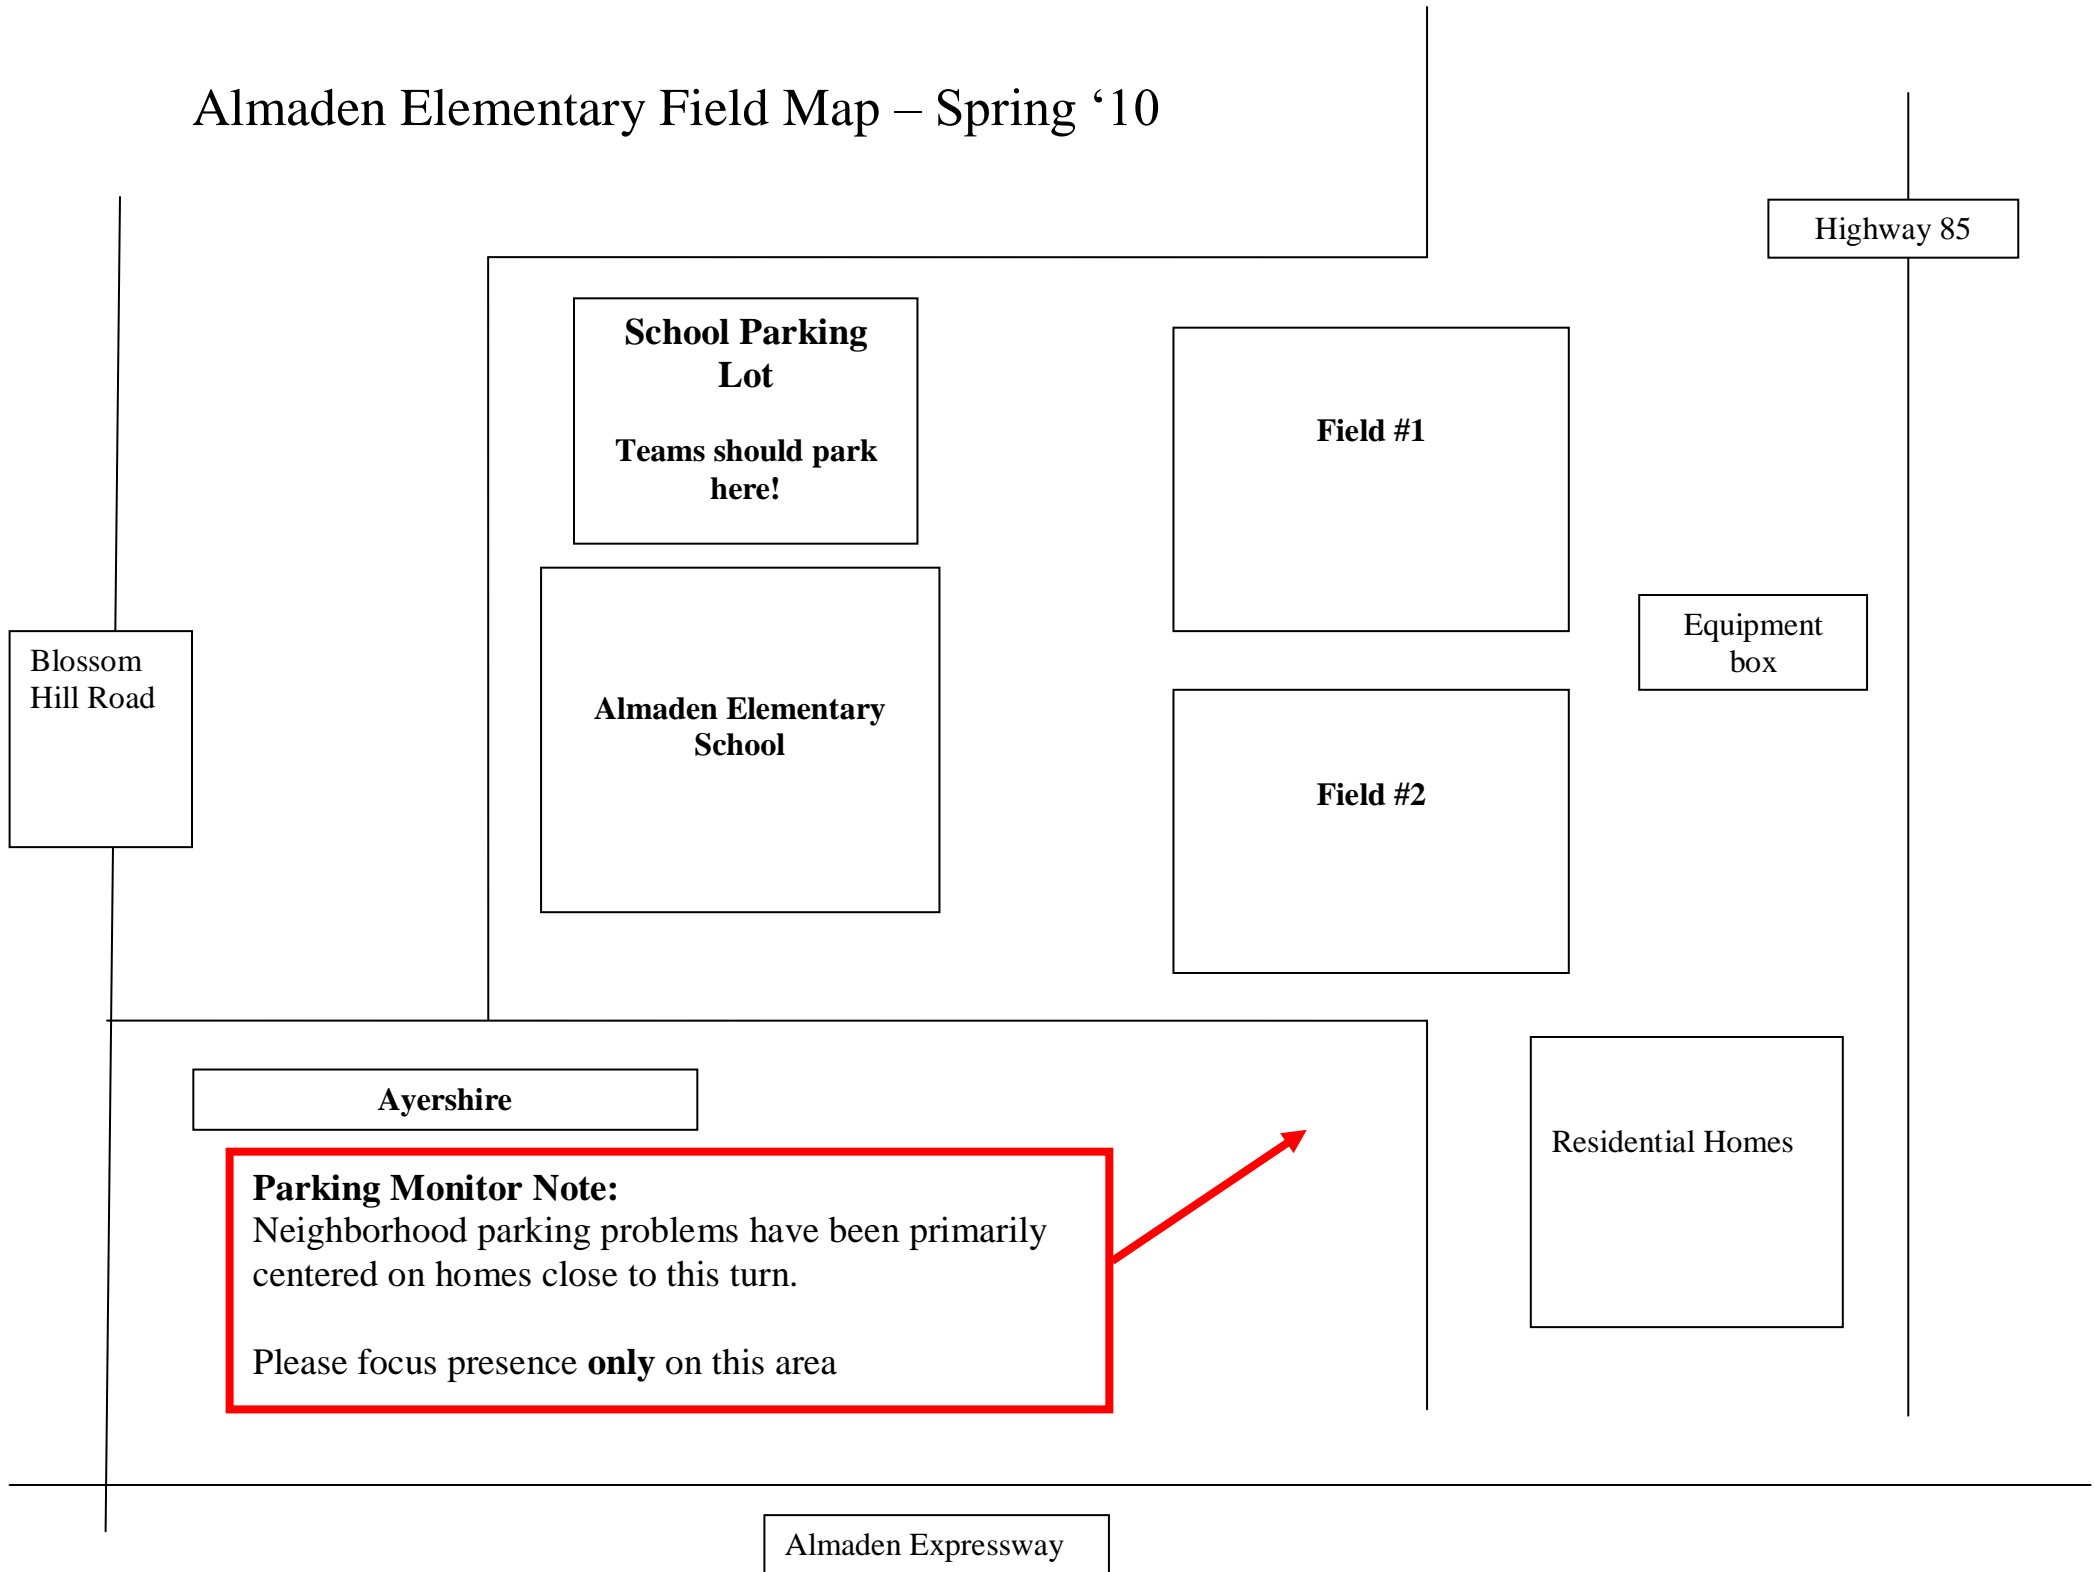 Almaden Elementary Field Map – Spring ‘10
Highway 85
School Parking
Lot
Teams should park
here!
Field #1
Equipment
box
Blossom
Hill Road
Almaden Elementary
School
Field #2
Ayershire
Residential Homes
Parking Monitor Note:
Neighborhood parking problems have been primarily
centered on homes close to this turn.
Please focus presence only on this area
Almaden Expressway